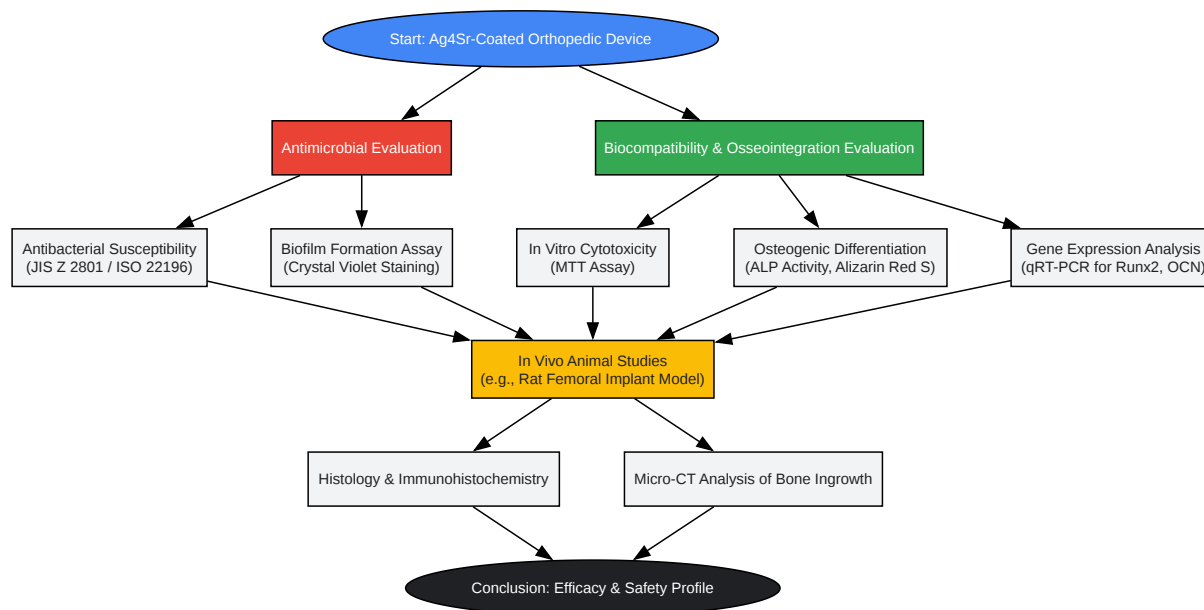 Start: Ag4Sr-Coated Orthopedic Device
Antimicrobial Evaluation
Biocompatibility & Osseointegration Evaluation
Antibacterial Susceptibility
(JIS Z 2801 / ISO 22196)
Biofilm Formation Assay
(Crystal Violet Staining)
In Vitro Cytotoxicity
(MTT Assay)
Osteogenic Differentiation
(ALP Activity, Alizarin Red S)
Gene Expression Analysis
(qRT-PCR for Runx2, OCN)
In Vivo Animal Studies
(e.g., Rat Femoral Implant Model)
Histology & Immunohistochemistry
Micro-CT Analysis of Bone Ingrowth
Conclusion: Efficacy & Safety Profile